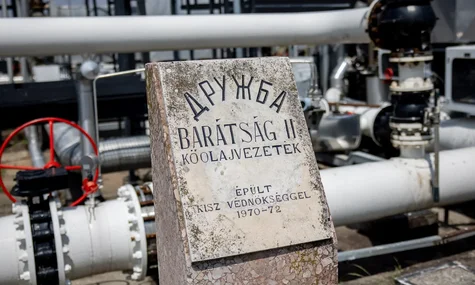 ДРУЖБА
BARÁTSÁG II
KŐOLAJVEZETÉK
ÉPÜLT
KISZ VÉDNÖKSÉGGEL
1970-72